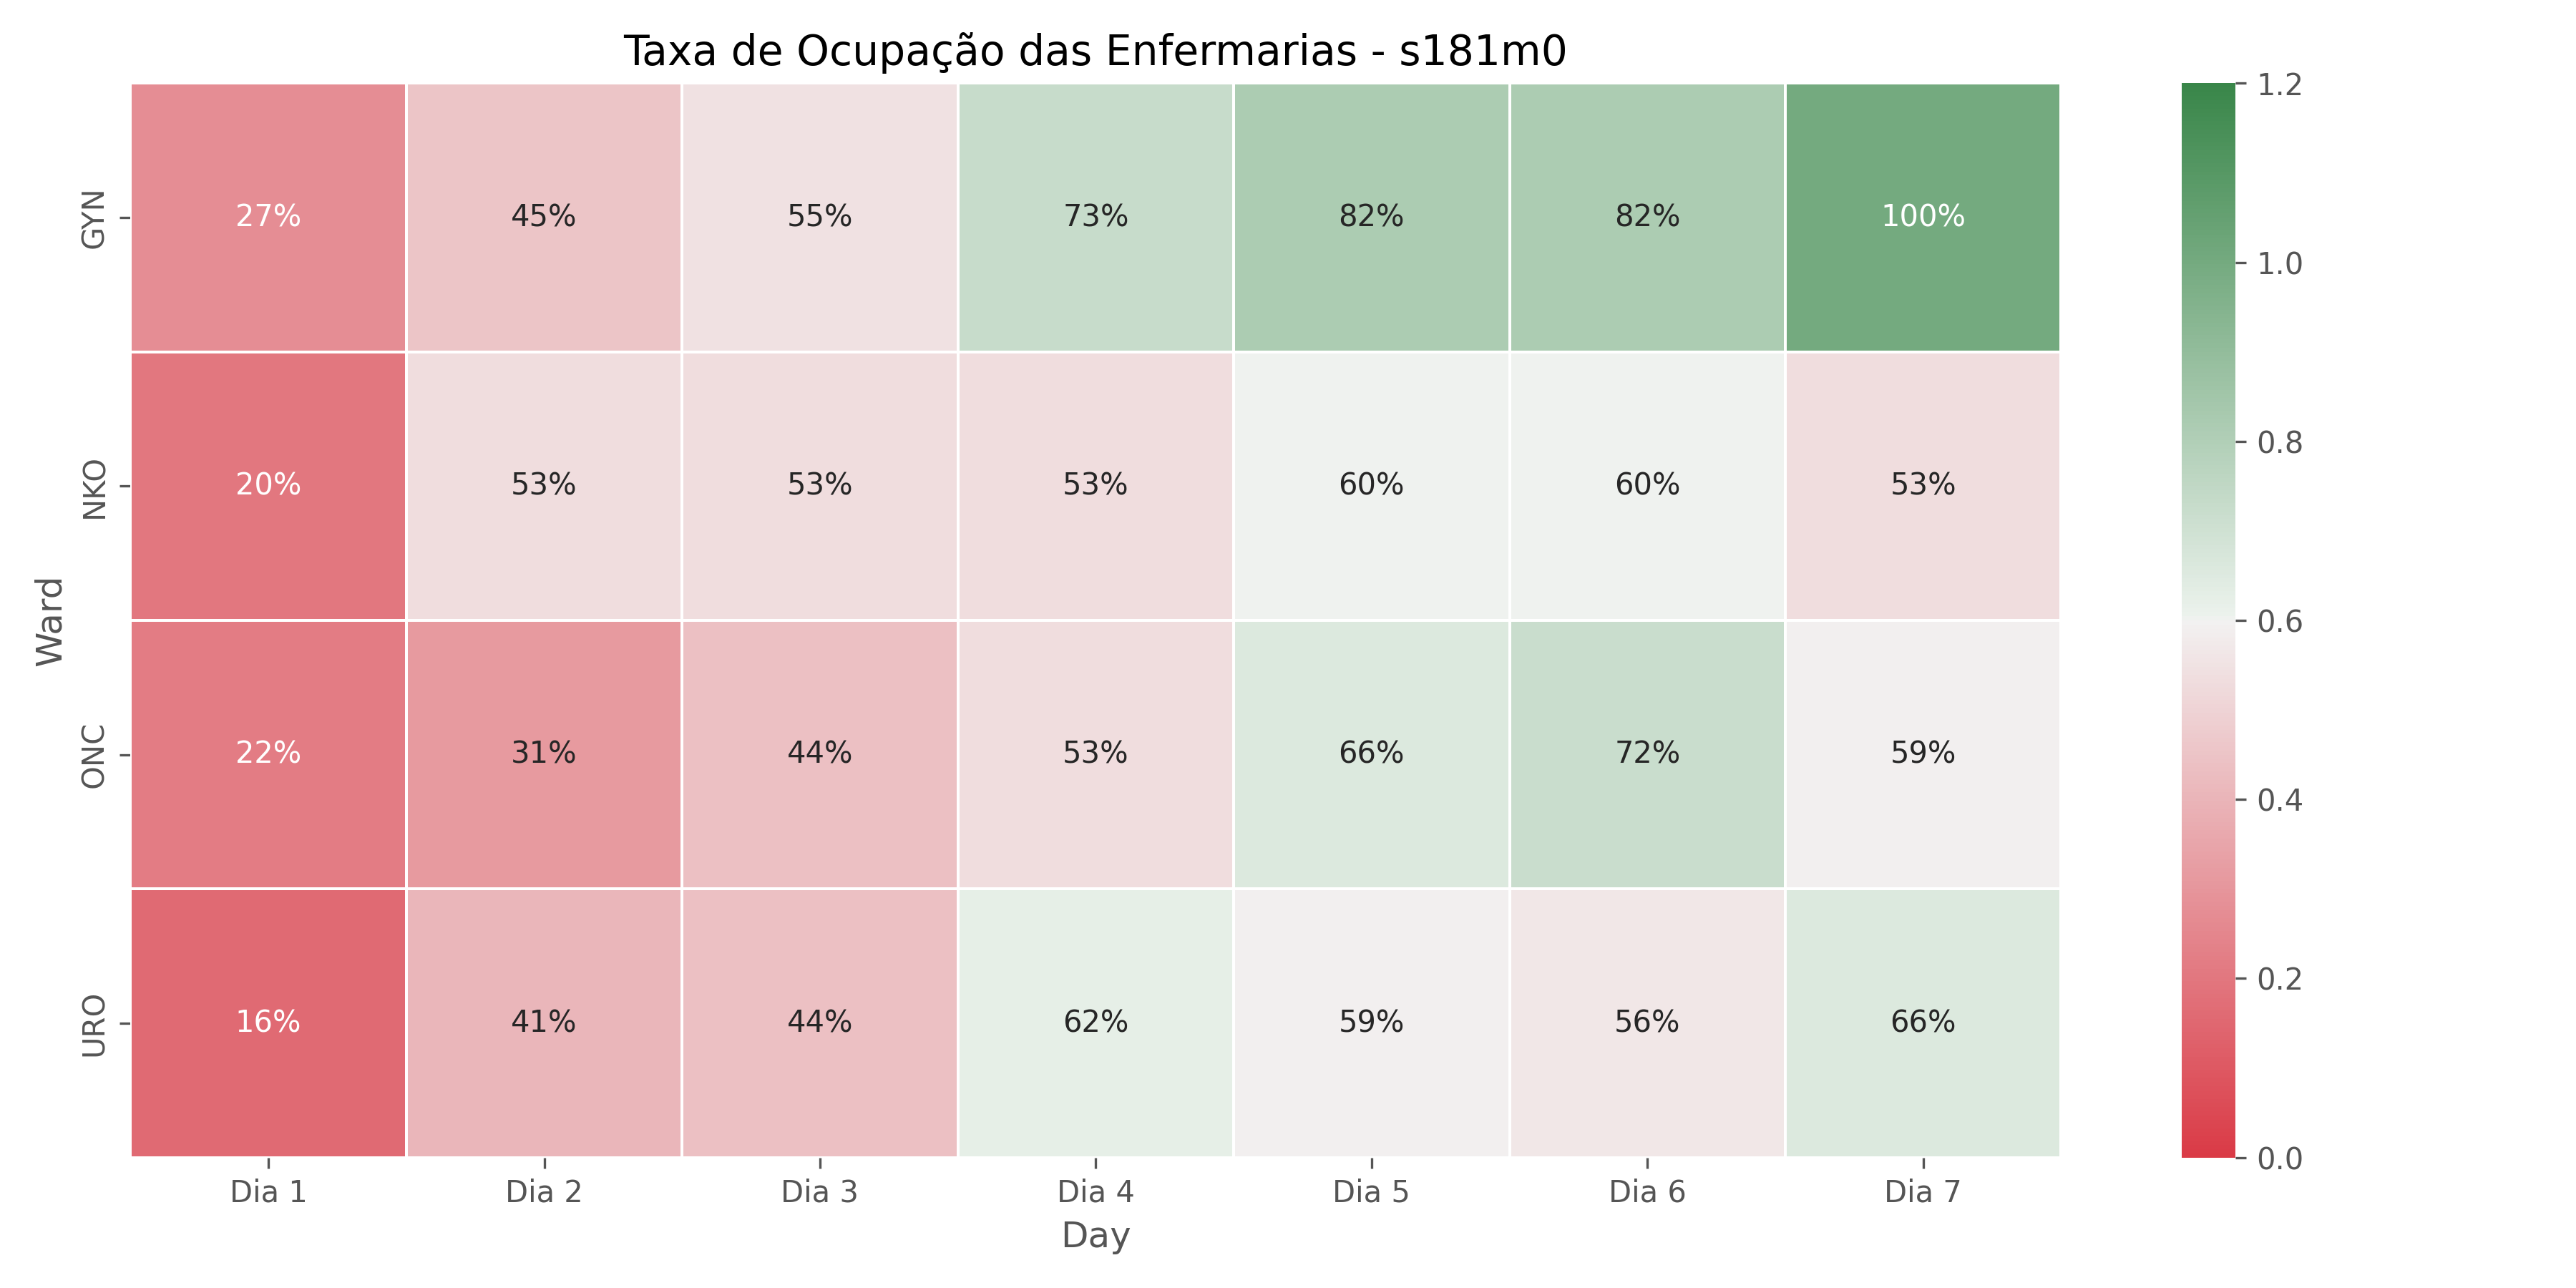 Taxa de Ocupação das Enfermarias - s181m0
Ward
GYN 27% 45% 55% 73% 82% 82% 100%
NKO 20% 53% 53% 53% 60% 60% 53%
ONC 22% 31% 44% 53% 66% 72% 59%
URO 16% 41% 44% 62% 59% 56% 66%
Dia 1 Dia 2 Dia 3 Dia 4 Dia 5 Dia 6 Dia 7
Day
1.2
1.0
0.8
0.6
0.4
0.2
0.0